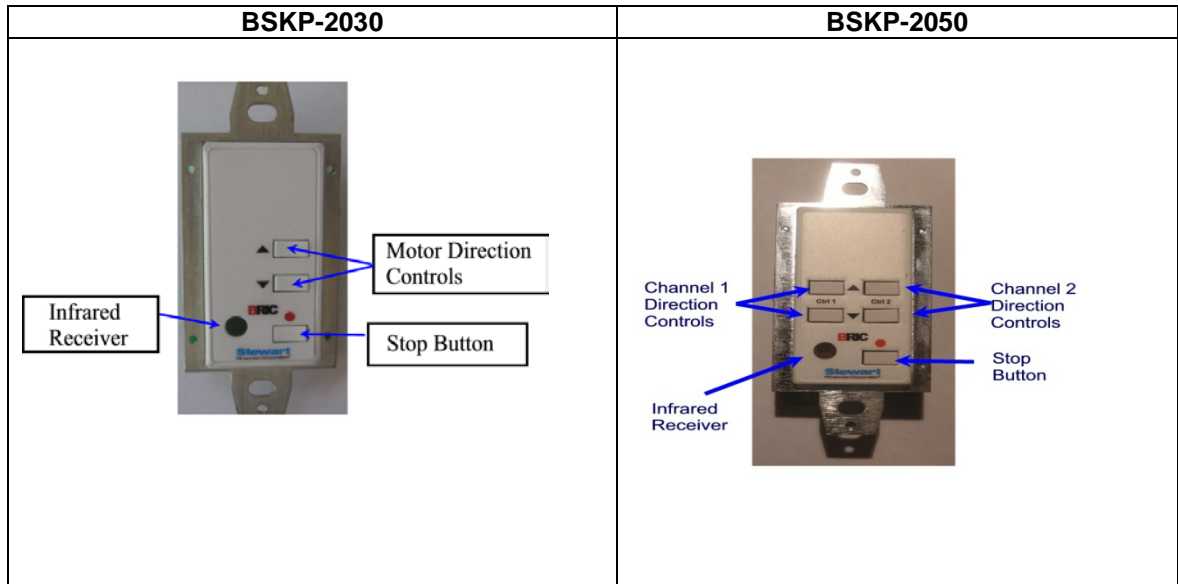 BSKP-2030
BSKP-2050
Motor Direction
Controls
Infrared
Receiver
BRIC
Stop Button
Stewart
Channel 1
Direction
Controls
Ctrl 1
Ctrl 2
Channel 2
Direction
Controls
BRIC
Stewart
Stop
Button
Infrared
Receiver